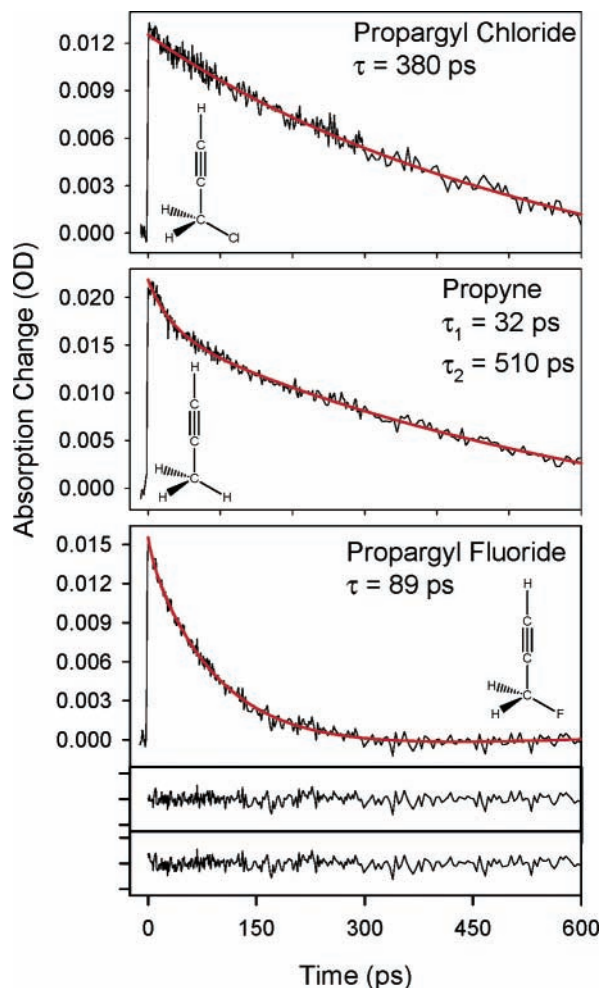 Propargyl Chloride
τ = 380 ps
0.012
0.009
0.006
0.003
0.000
H
C
C
H
C
H
Cl
Absorption Change (OD)
Propyne
τ₁ = 32 ps
τ₂ = 510 ps
0.020
0.015
0.010
0.005
0.000
H
C
C
H
C
H
H
Propargyl Fluoride
τ = 89 ps
0.015
0.012
0.009
0.006
0.003
0.000
H
C
C
H
C
H
F
0 150 300 450 600
Time (ps)